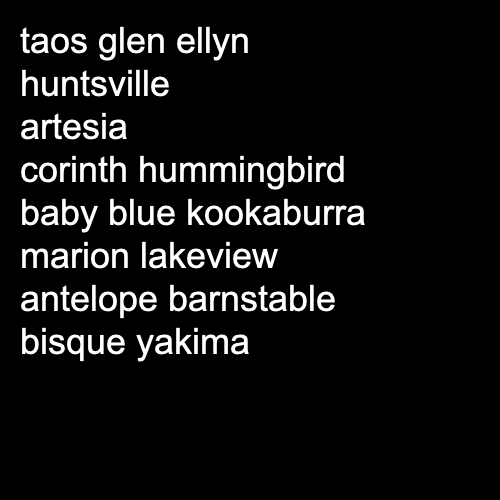 taos glen ellyn
huntsville
artesia
corinth hummingbird
baby blue kookaburra
marion lakeview
antelope barnstable
bisque yakima